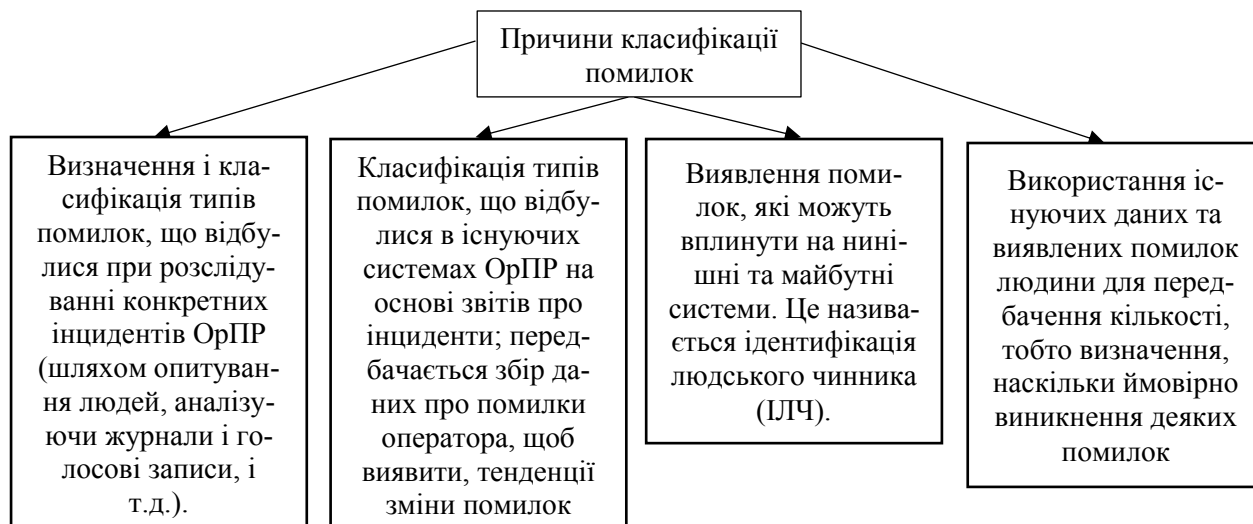 Причини класифікації
помилок
Визначення і кла-
сифікація типів
помилок, що відбу-
лися при розсліду-
ванні конкретних
інцидентів ОрПР
(шляхом опитуван-
ня людей, аналізу-
ючи журнали і го-
лосові записи, і
т.д.).
Класифікація типів
помилок, що відбу-
лися в існуючих
системах ОрПР на
основі звітів про
інциденти; перед-
бачається збір да-
них про помилки
оператора, щоб
виявити, тенденції
зміни помилок
Виявлення поми-
лок, які можуть
вплинути на нині-
шні та майбутні
системи. Це назива-
ється ідентифікація
людського чинника
(ІЛЧ).
Використання іс-
нуючих даних та
виявлених помилок
людини для перед-
бачення кількості,
тобто визначення,
наскільки ймовірно
виникнення деяких
помилок